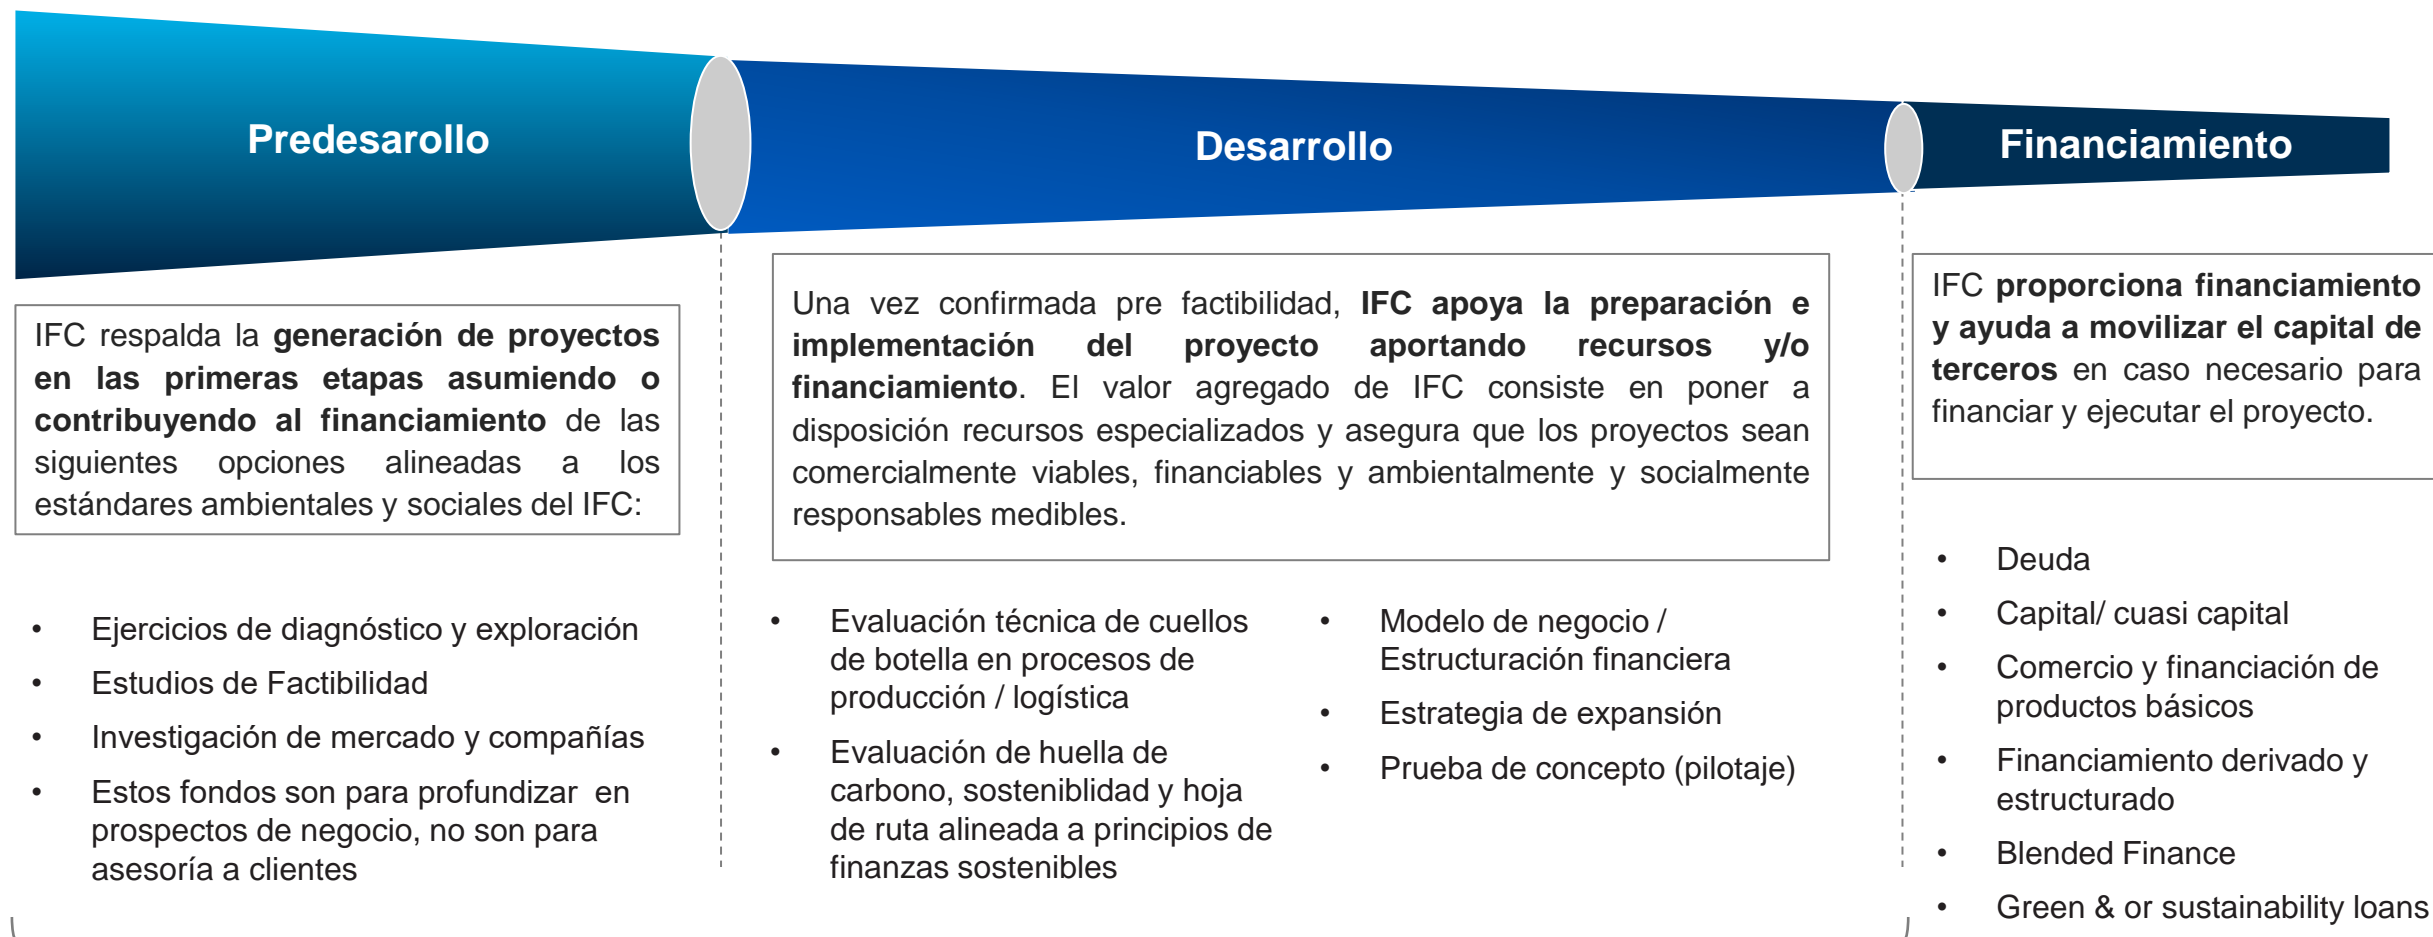 Predesarollo
Desarrollo
Financiamiento
IFC respalda la generación de proyectos
en las primeras etapas asumiendo o
contribuyendo al financiamiento de las
siguientes opciones alineadas a los
estándares ambientales y sociales del IFC:
• Ejercicios de diagnóstico y exploración
• Estudios de Factibilidad
• Investigación de mercado y compañías
• Estos fondos son para profundizar en
prospectos de negocio, no son para
asesoría a clientes
Una vez confirmada pre factibilidad, IFC apoya la preparación e
implementación del proyecto aportando recursos y/o
financiamiento. El valor agregado de IFC consiste en poner a
disposición recursos especializados y asegura que los proyectos sean
comercialmente viables, financiables y ambientalmente y socialmente
responsables medibles.
• Evaluación técnica de cuellos
de botella en procesos de
producción / logística
• Evaluación de huella de
carbono, sosteniblidad y hoja
de ruta alineada a principios de
finanzas sostenibles
• Modelo de negocio /
Estructuración financiera
• Estrategia de expansión
• Prueba de concepto (pilotaje)
IFC proporciona financiamiento
y ayuda a movilizar el capital de
terceros en caso necesario para
financiar y ejecutar el proyecto.
• Deuda
• Capital/ cuasi capital
• Comercio y financiación de
productos básicos
• Financiamiento derivado y
estructurado
• Blended Finance
• Green & or sustainability loans